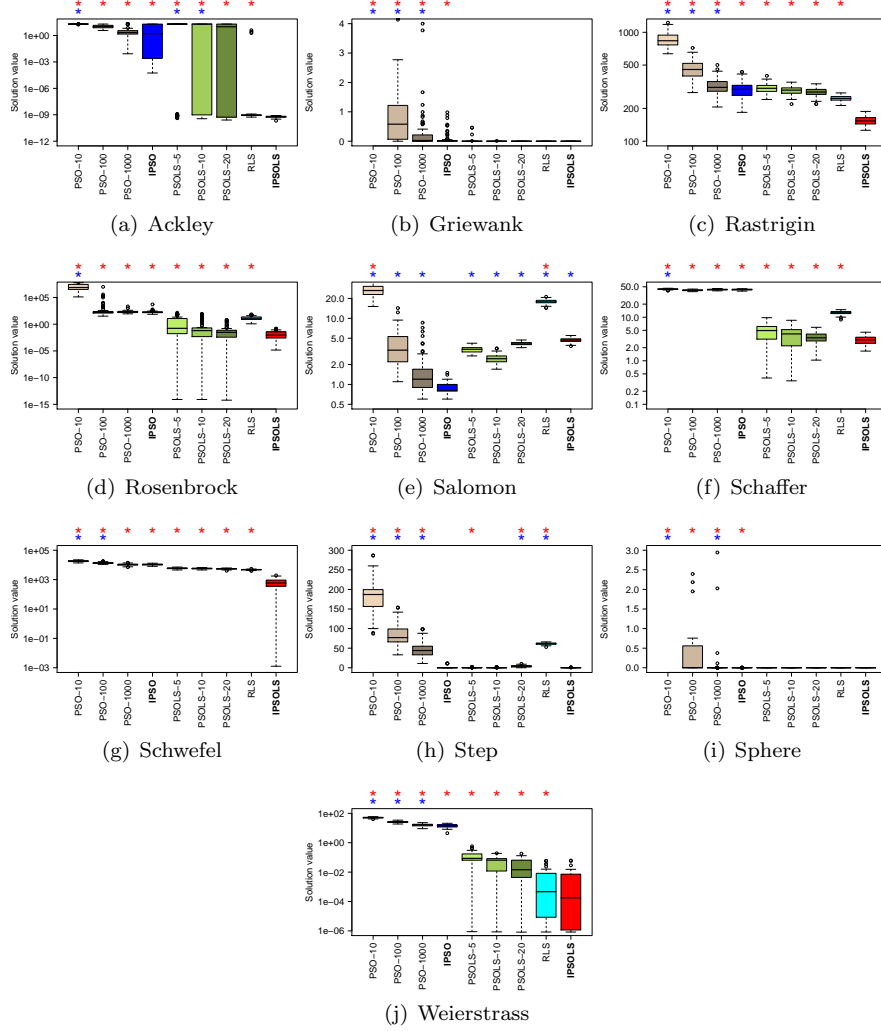 * * * * * * * *
* * *
Solution value
1e+00
1e−03
1e−06
1e−09
1e−12
PSO−10
PSO−100
PSO−1000
IPSO
PSOLS−5
PSOLS−10
PSOLS−20
RLS
IPSOLS
(a) Ackley
* * * *
* * *
Solution value
4
3
2
1
0
PSO−10
PSO−100
PSO−1000
IPSO
PSOLS−5
PSOLS−10
PSOLS−20
RLS
IPSOLS
(b) Griewank
* * * * * * * *
* * *
Solution value
1000
500
200
100
PSO−10
PSO−100
PSO−1000
IPSO
PSOLS−5
PSOLS−10
PSOLS−20
RLS
IPSOLS
(c) Rastrigin
* * * * * * * *
*
Solution value
1e+05
1e+00
1e−05
1e−10
1e−15
PSO−10
PSO−100
PSO−1000
IPSO
PSOLS−5
PSOLS−10
PSOLS−20
RLS
IPSOLS
(d) Rosenbrock
* *
* * * * * * * *
Solution value
20.0
5.0
2.0
1.0
0.5
PSO−10
PSO−100
PSO−1000
IPSO
PSOLS−5
PSOLS−10
PSOLS−20
RLS
IPSOLS
(e) Salomon
* * * * * * * *
*
Solution value
50.0
10.0
5.0
2.0
1.0
0.5
0.1
PSO−10
PSO−100
PSO−1000
IPSO
PSOLS−5
PSOLS−10
PSOLS−20
RLS
IPSOLS
(f) Schaffer
* * * * * * * *
* *
Solution value
1e+05
1e+03
1e+01
1e−01
1e−03
PSO−10
PSO−100
PSO−1000
IPSO
PSOLS−5
PSOLS−10
PSOLS−20
RLS
IPSOLS
(g) Schwefel
* * * * * *
* * * * *
Solution value
300
250
200
150
100
50
0
PSO−10
PSO−100
PSO−1000
IPSO
PSOLS−5
PSOLS−10
PSOLS−20
RLS
IPSOLS
(h) Step
* * * *
* *
Solution value
3.0
2.5
2.0
1.5
1.0
0.5
0.0
PSO−10
PSO−100
PSO−1000
IPSO
PSOLS−5
PSOLS−10
PSOLS−20
RLS
IPSOLS
(i) Sphere
* * * * * * * *
* * *
Solution value
1e+02
1e+00
1e−02
1e−04
1e−06
PSO−10
PSO−100
PSO−1000
IPSO
PSOLS−5
PSOLS−10
PSOLS−20
RLS
IPSOLS
(j) Weierstrass